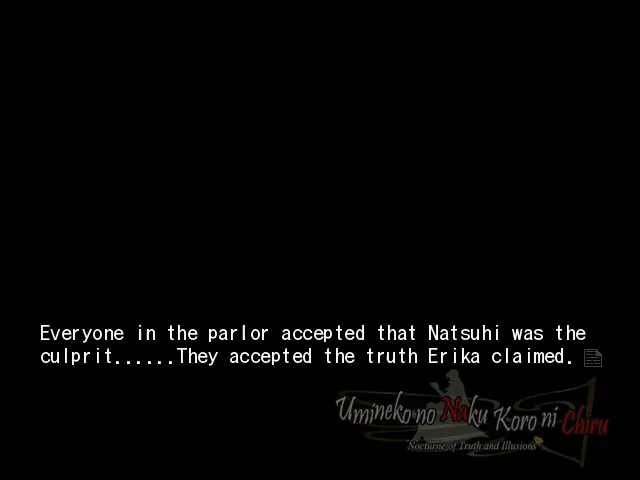 Everyone in the parlor accepted that Natsuhi was the
culprit......They accepted the truth Erika claimed.
Umineko no Naku Koro ni Chiru
Nocturne of Truth and Illusions